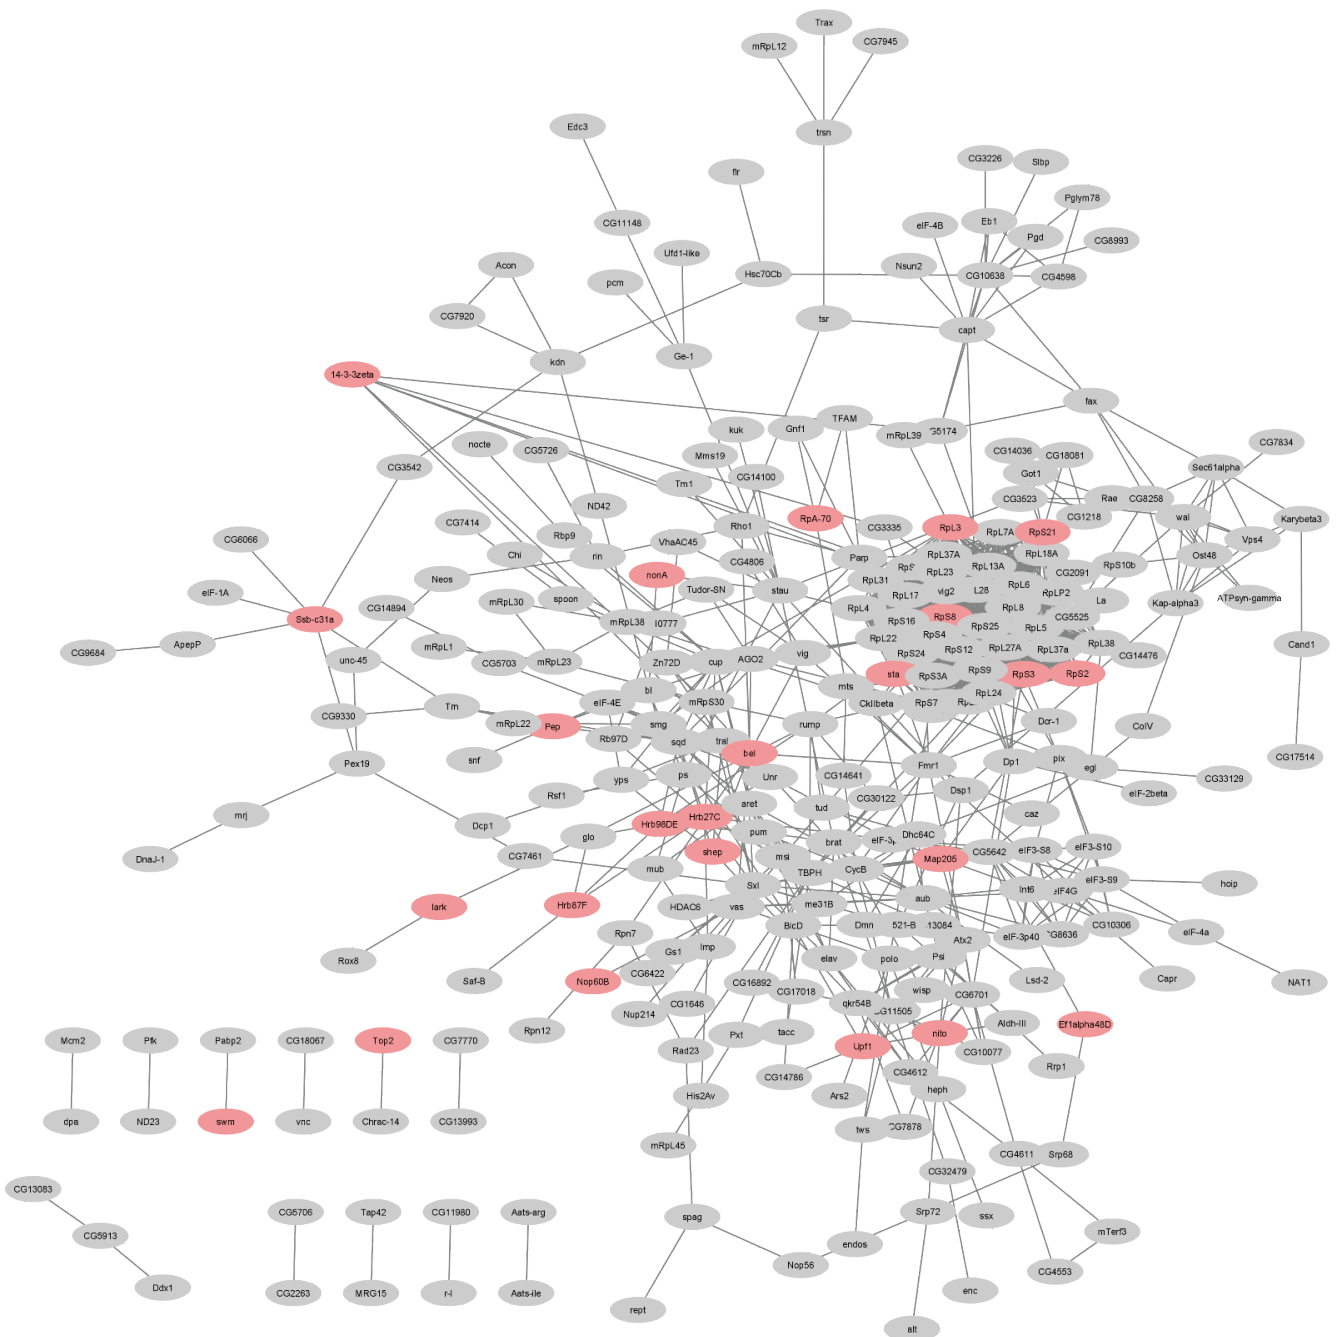 Trax
mRpL12
CG7945
Edc3
trsn
CG3226
Slbp
flr
Pglym78
CG11148
eIF-4B
Eb1
Pgd
CG8993
Ufd1-like
Acon
pcm
Hsc70Cb
Nsun2
CG10638
CG4598
CG7920
tsr
capt
Ge-1
kdn
14-3-3zeta
fax
kuk
Gnf1
TFAM
mRpL39
CG5174
nocte
CG5726
Mms19
CG14036
CG18081
CG7834
CG3542
Tm1
CG14100
Got1
Sec61alpha
ND42
CG3523
Rae
CG8258
CG7414
Rbp9
Rho1
RpA-70
CG3335
RpL3
RpL7A
RpS21
CG1218
wal
Karybeta3
CG6066
Chi
rin
VhaAC45
CG4806
Parp
RpL37A
RpL18A
Vps4
Ost48
eIF-1A
Neos
nonA
Tudor-SN
stau
RpL31
RpS
RpL23
RpL13A
CG2091
RpS10b
CG14894
spoon
RpL17
vig2
L28
RpL6
RpLP2
La
Kap-alpha3
ATPsyn-gamma
Ssb-c31a
mRpL30
mRpL38
RpL4
RpS16
RpS8
RpL8
CG5525
CG9684
ApepP
mRpL1
RpL22
RpS4
RpS25
RpL5
RpL38
Cand1
unc-45
CG5703
mRpL23
Zn72D
cup
AGO2
vig
RpS24
RpS12
RpL27A
RpL37a
CG14476
sta
RpS3A
RpS9
RpS3
RpS2
bl
mts
CkIIbeta
RpS7
RpL24
CG9330
Trn
mRpL22
eIF-4E
mRpS30
Pep
smg
rump
Dcr-1
ColV
snf
Rb97D
sqd
tral
bel
CG17514
Pex19
yps
ps
Unr
CG14641
Fmr1
Dp1
pix
egl
CG33129
Rsf1
aret
tud
CG30122
Dsp1
eIF-2beta
mrj
Dcp1
glo
Hrb98DE
Hrb27C
pum
brat
Dhc64C
caz
DnaJ-1
CG7461
shep
msi
TBPH
CycB
Map205
CG5642
eIF3-S8
eIF3-S10
mub
Sxl
Int6
eIF4G
eIF3-S9
hoip
lark
Hrb87F
HDAC6
vas
me31B
aub
BicD
Dmn
Atx2
eIF-3p40
CG8636
CG10306
eIF-4a
Rox8
Rpn7
Gs1
Imp
elav
polo
Psi
Lsd-2
Capr
NAT1
Saf-B
Nop60B
CG6422
CG16892
CG17018
wisp
CG6701
Rpn12
Nup214
CG1646
qkr54B
CG11505
Aldh-III
Ef1alpha48D
Mcm2
Pfk
Pabp2
CG18067
Top2
CG7770
Rad23
Pxt
tacc
Upf1
nito
CG10077
Rrp1
CG14786
CG4612
His2Av
Ars2
heph
dpa
ND23
swm
vnc
Chrac-14
CG13993
tws
CG7878
mRpL45
CG4611
Srp68
CG13083
CG32479
CG5706
Tap42
CG11980
Aats-arg
spag
Srp72
ssx
CG5913
endos
mTerf3
Nop56
CG4553
Ddx1
CG2263
MRG15
r-l
Aats-ile
rept
enc
alt